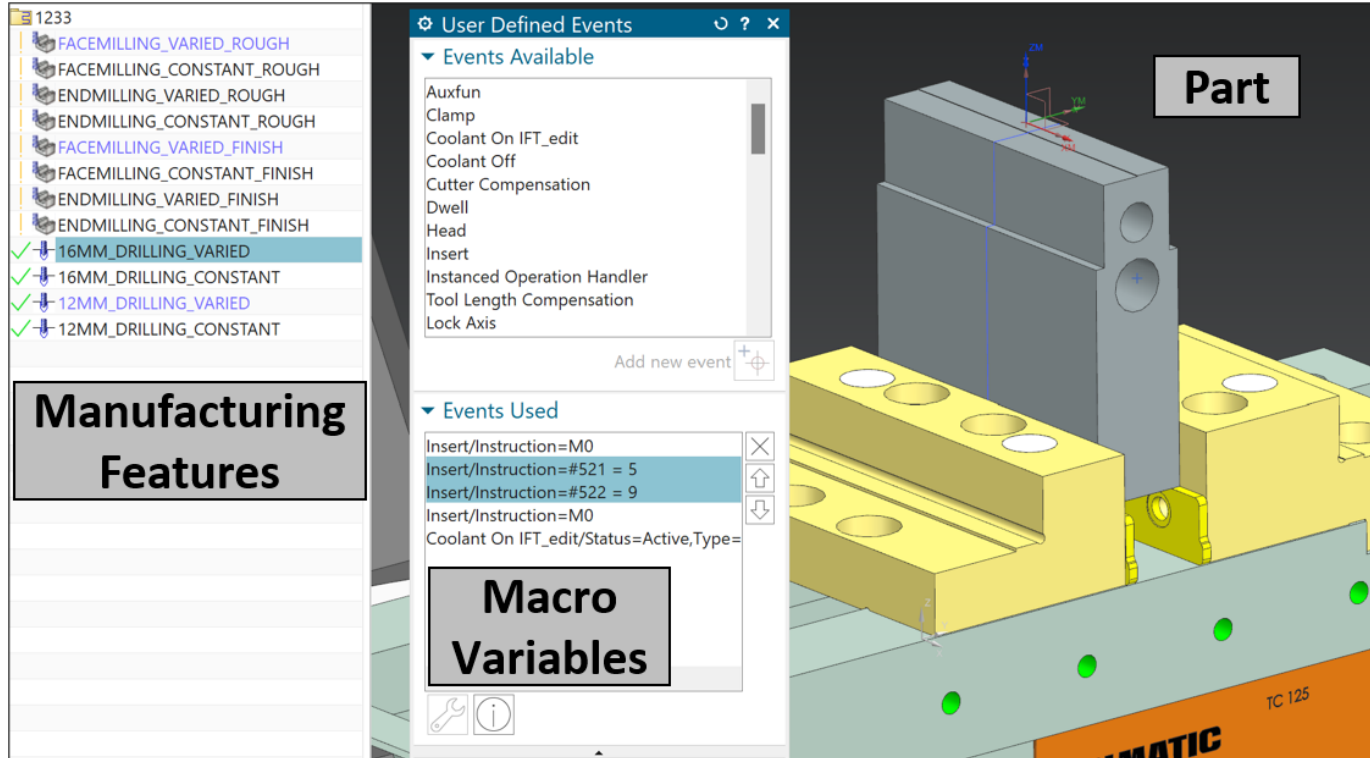 1233
FACEMILLING_VARIED_ROUGH
FACEMILLING_CONSTANT_ROUGH
ENDMILLING_VARIED_ROUGH
ENDMILLING_CONSTANT_ROUGH
FACEMILLING_VARIED_FINISH
FACEMILLING_CONSTANT_FINISH
ENDMILLING_VARIED_FINISH
ENDMILLING_CONSTANT_FINISH
16MM_DRILLING_VARIED
16MM_DRILLING_CONSTANT
12MM_DRILLING_VARIED
12MM_DRILLING_CONSTANT
Manufacturing
Features
User Defined Events
Events Available
Auxfun
Clamp
Coolant On IFT_edit
Coolant Off
Cutter Compensation
Dwell
Head
Insert
Instanced Operation Handler
Tool Length Compensation
Lock Axis
Add new event
Events Used
Insert/Instruction=M0
Insert/Instruction=#521 = 5
Insert/Instruction=#522 = 9
Insert/Instruction=M0
Coolant On IFT_edit/Status=Active,Type=
Macro
Variables
Part
ZM
YM
XM
Z
TC 125
AMATIC